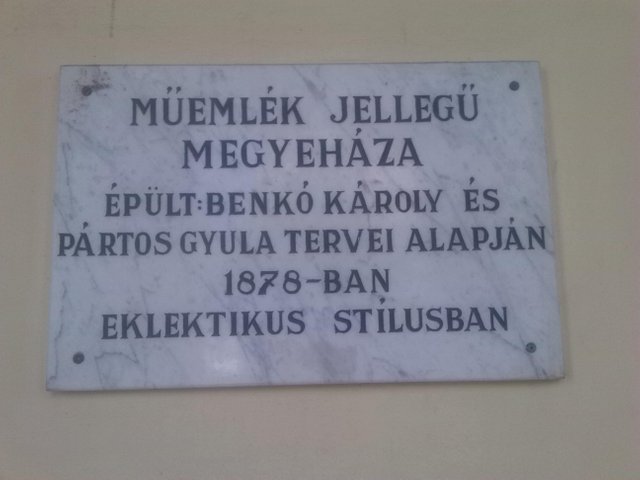 MŰEMLÉK JELLEGŰ
MEGYEHÁZA
ÉPÜLT: BENKÓ KÁROLY ÉS
PÁRTOS GYULA TERVEI ALAPJÁN
1878-BAN
EKLEKTIKUS STÍLUSBAN